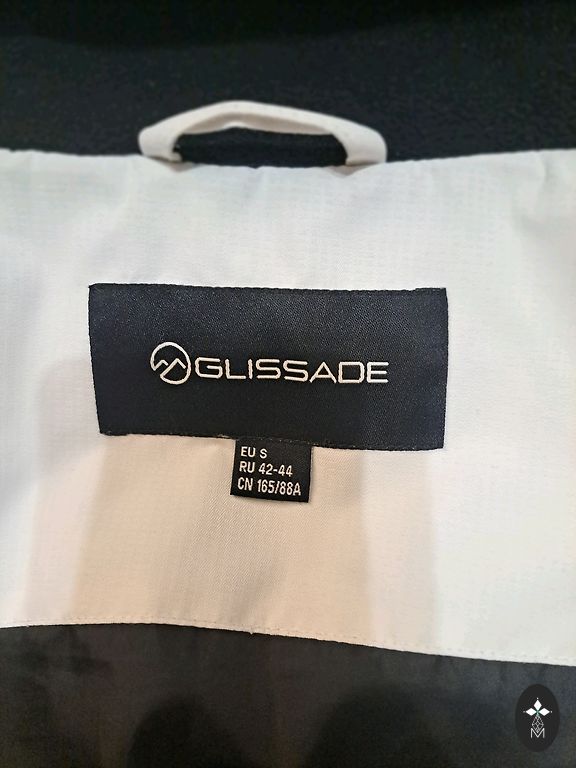 GLISSADE
EU S
RU 42-44
CN 165/88A
M